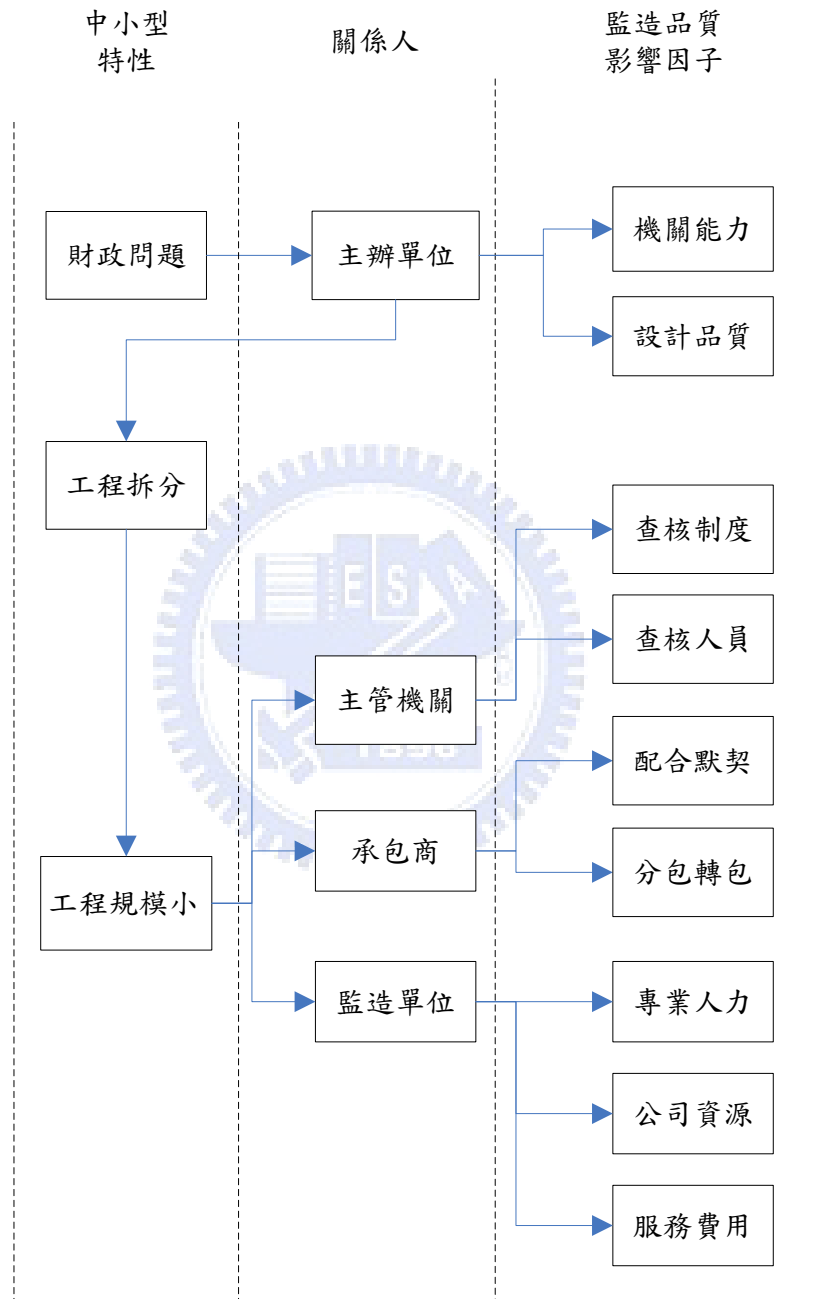 中小型
特性
關係人
監造品質
影響因子
財政問題
主辦單位
機關能力
設計品質
工程拆分
查核制度
查核人員
主管機關
配合默契
承包商
分包轉包
工程規模小
監造單位
專業人力
公司資源
服務費用
ESA
1896